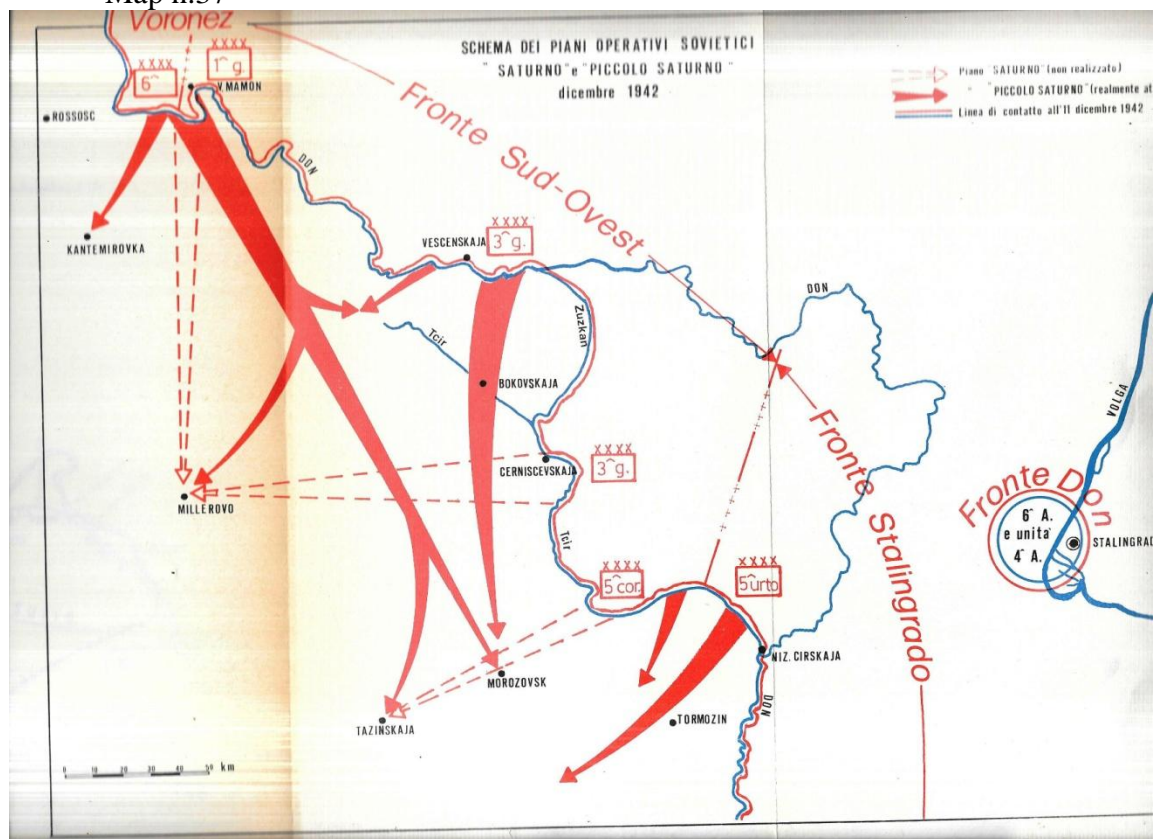 Map n.37
Voronez
SCHEMA DEI PIANI OPERATIVI SOVIETICI
" SATURNO" e "PICCOLO SATURNO"
dicembre 1942
Piano "SATURNO" (non realizzato)
" "PICCOLO SATURNO" (realmente at
Linea di contatto all'11 dicembre 1942
XXXX
6^
XXXX
1^g.
V.MAMON
ROSSOSC
DON
Fronte Sud-Ovest
KANTEMIROVKA
VESCENSKAJA
XXXX
3^g.
DON
Tcir
Zuzkan
BOKOVSKAJA
VOLGA
CERNISCEVSKAJA
XXXX
3^g.
MILLEROVO
Fronte Stalingrado
Fronte Don
6^ A.
e unita'
4^ A.
STALINGRAD
Tcir
XXXX
5^cor.
XXXX
5^urto
NIZ. CIRSKAJA
MOROZOVSK
TAZINSKAJA
TORMOZIN
DON
0 10 20 30 40 50 km